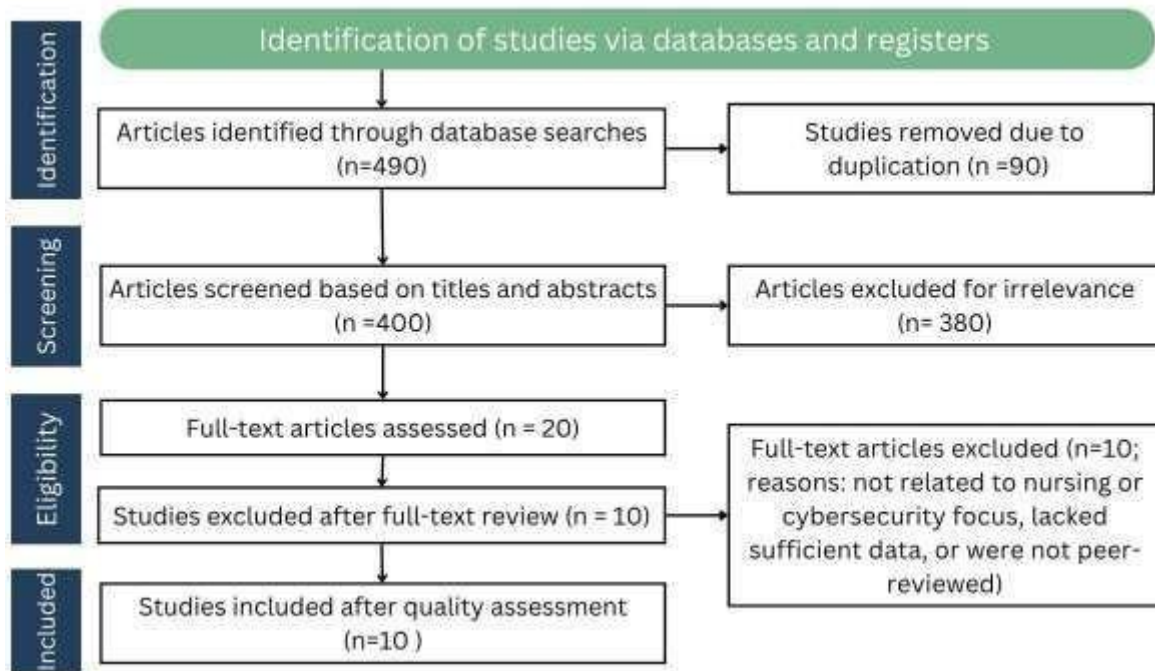 Identification of studies via databases and registers
Identification
Articles identified through database searches
(n=490)
Studies removed due to
duplication (n =90)
Screening
Articles screened based on titles and abstracts
(n =400)
Articles excluded for irrelevance
(n= 380)
Eligibility
Full-text articles assessed (n = 20)
Studies excluded after full-text review (n = 10)
Full-text articles excluded (n=10;
reasons: not related to nursing or
cybersecurity focus, lacked
sufficient data, or were not peer-
reviewed)
Included
Studies included after quality assessment
(n=10 )